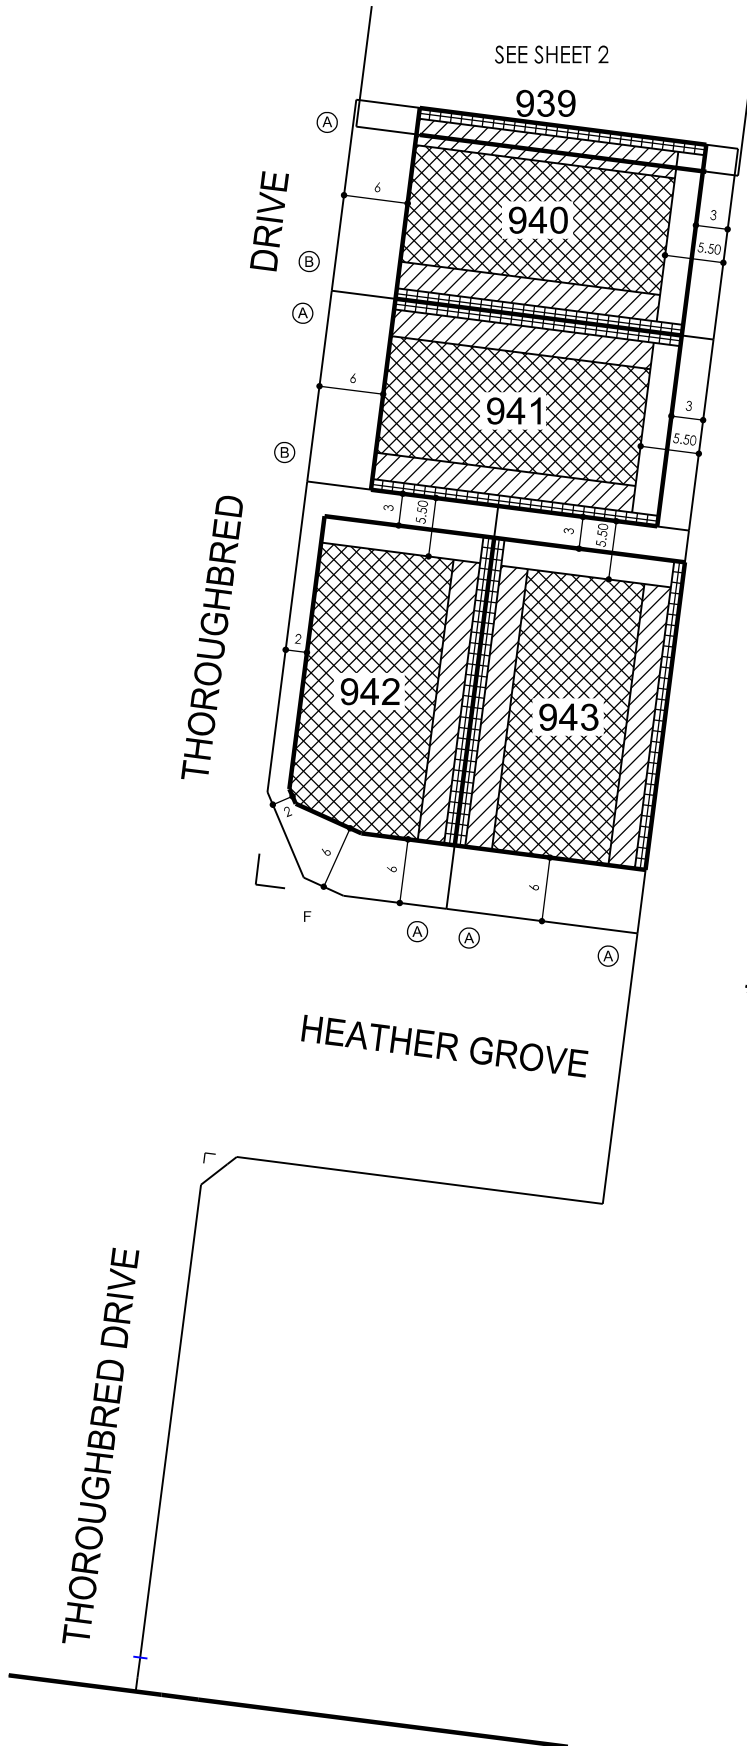 SEE SHEET 2
939
A
DRIVE
6
940
3
5.50
B
A
6
941
3
5.50
B
3
5.50
3
5.50
THOROUGHBRED
2
942
943
2
6
6
6
F
A
A
A
HEATHER GROVE
THOROUGHBRED DRIVE